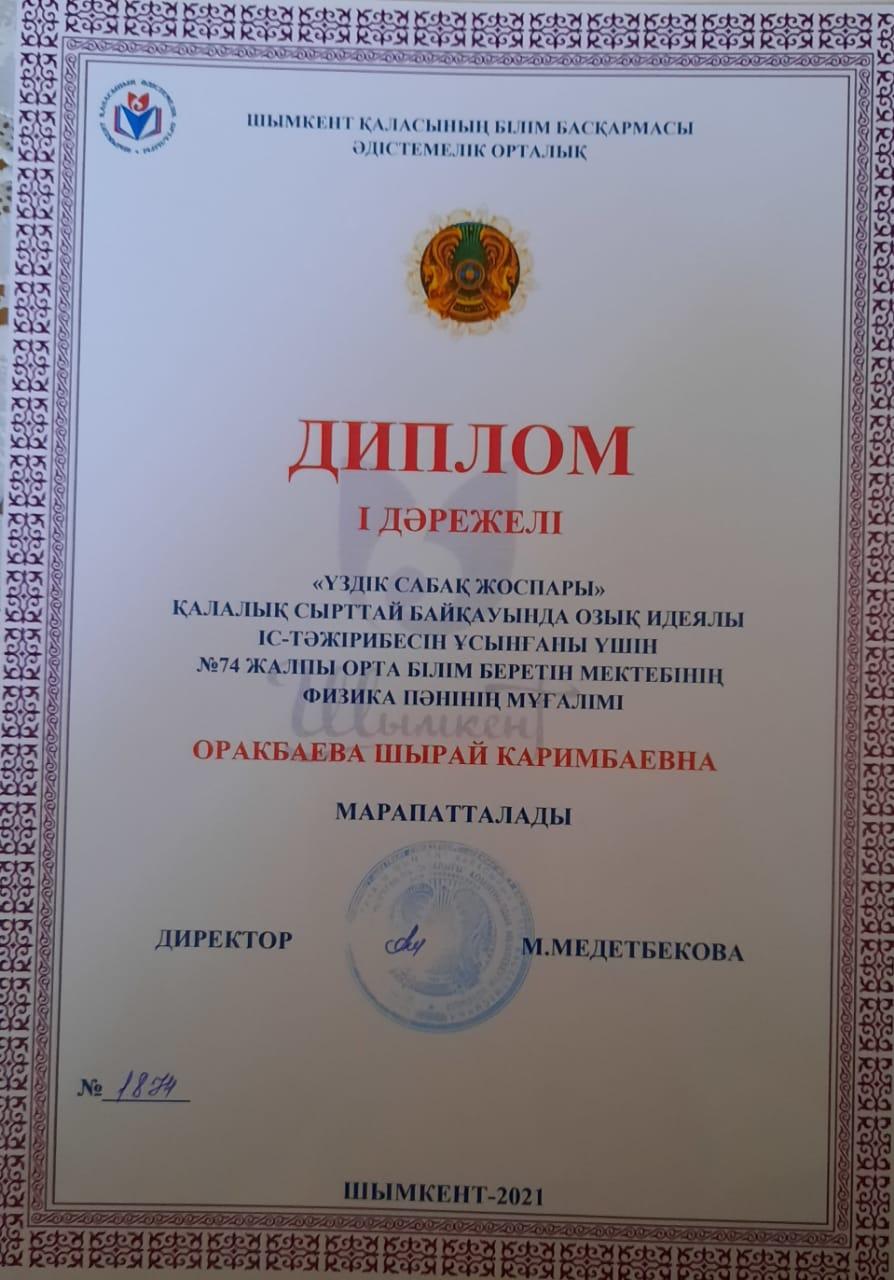 ШЫМКЕНТ ҚАЛАСЫНЫҢ БІЛІМ БАСҚАРМАСЫ
ӘДІСТЕМЕЛІК ОРТАЛЫҚ
ДИПЛОМ
І ДӘРЕЖЕЛІ
«ҮЗДІК САБАҚ ЖОСПАРЫ»
ҚАЛАЛЫҚ СЫРТТАЙ БАЙҚАУЫНДА ОЗЫҚ ИДЕЯЛЫ
ІС-ТӘЖІРИБЕСІН ҰСЫНҒАНЫ ҮШІН
№74 ЖАЛПЫ ОРТА БІЛІМ БЕРЕТІН МЕКТЕБІНІҢ
ФИЗИКА ПӘНІНІҢ МҰҒАЛІМІ
Шымкент
ОРАКБАЕВА ШЫРАЙ КАРИМБАЕВНА
МАРАПАТТАЛАДЫ
ДИРЕКТОР М.МЕДЕТБЕКОВА
№ 1874
ШЫМКЕНТ-2021